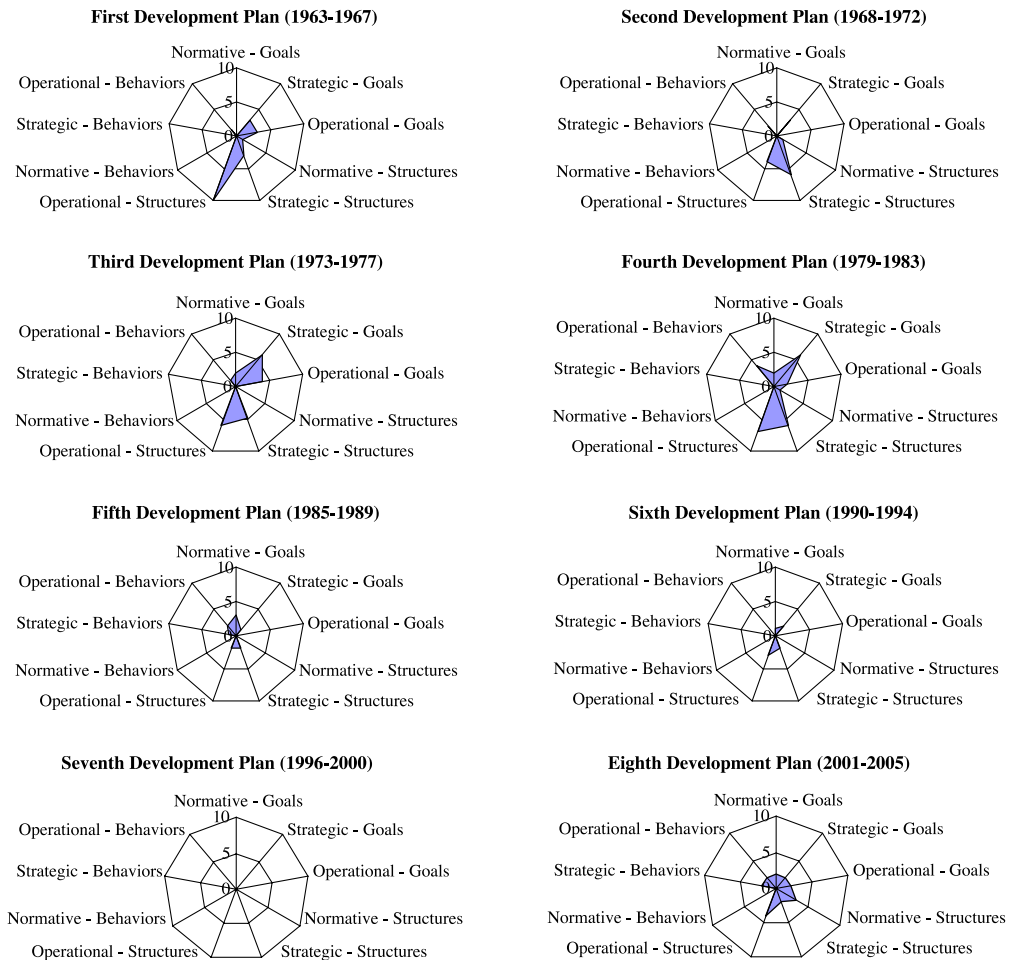 First Development Plan (1963-1967)
Normative - Goals
10
Operational - Behaviors
Strategic - Goals
5
Strategic - Behaviors
Operational - Goals
0
Normative - Behaviors
Normative - Structures
Operational - Structures
Strategic - Structures
Second Development Plan (1968-1972)
Normative - Goals
10
Operational - Behaviors
Strategic - Goals
5
Strategic - Behaviors
Operational - Goals
0
Normative - Behaviors
Normative - Structures
Operational - Structures
Strategic - Structures
Third Development Plan (1973-1977)
Normative - Goals
10
Operational - Behaviors
Strategic - Goals
5
Strategic - Behaviors
Operational - Goals
0
Normative - Behaviors
Normative - Structures
Operational - Structures
Strategic - Structures
Fourth Development Plan (1979-1983)
Normative - Goals
10
Operational - Behaviors
Strategic - Goals
5
Strategic - Behaviors
Operational - Goals
0
Normative - Behaviors
Normative - Structures
Operational - Structures
Strategic - Structures
Fifth Development Plan (1985-1989)
Normative - Goals
10
Operational - Behaviors
Strategic - Goals
5
Strategic - Behaviors
Operational - Goals
0
Normative - Behaviors
Normative - Structures
Operational - Structures
Strategic - Structures
Sixth Development Plan (1990-1994)
Normative - Goals
10
Operational - Behaviors
Strategic - Goals
5
Strategic - Behaviors
Operational - Goals
0
Normative - Behaviors
Normative - Structures
Operational - Structures
Strategic - Structures
Seventh Development Plan (1996-2000)
Normative - Goals
10
Operational - Behaviors
Strategic - Goals
5
Strategic - Behaviors
Operational - Goals
0
Normative - Behaviors
Normative - Structures
Operational - Structures
Strategic - Structures
Eighth Development Plan (2001-2005)
Normative - Goals
10
Operational - Behaviors
Strategic - Goals
5
Strategic - Behaviors
Operational - Goals
0
Normative - Behaviors
Normative - Structures
Operational - Structures
Strategic - Structures